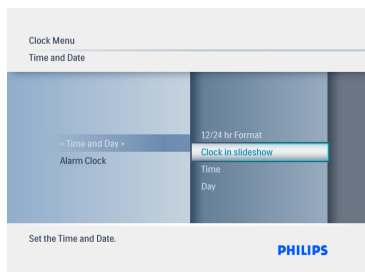 Clock Menu
Time and Date
« Time and Day »
Alarm Clock
12/24 hr Format
Clock in slideshow
Time
Day
Set the Time and Date.
PHILIPS